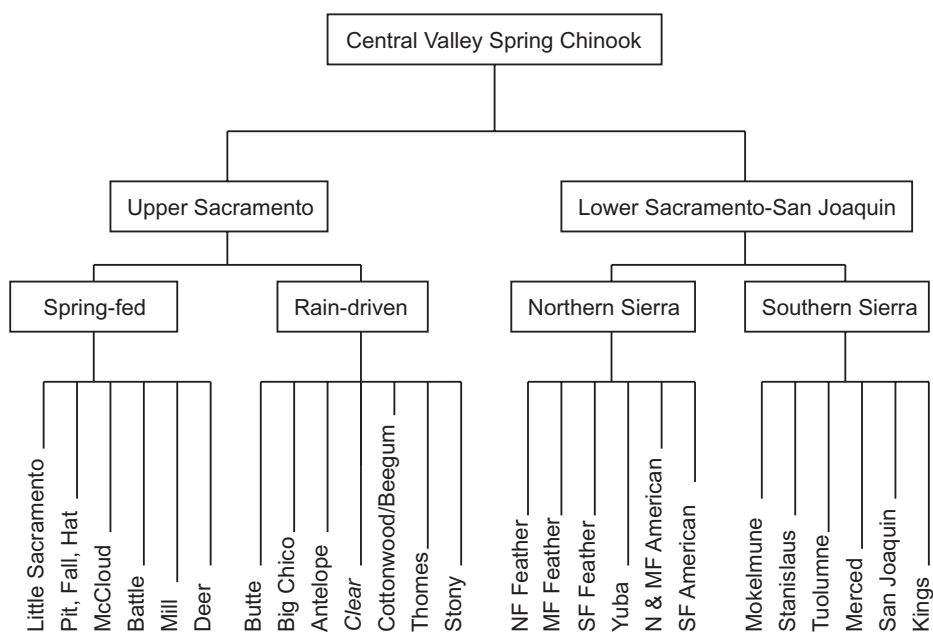 Central Valley Spring Chinook
Upper Sacramento
Lower Sacramento-San Joaquin
Spring-fed
Rain-driven
Northern Sierra
Southern Sierra
Little Sacramento
Pit, Fall, Hat
McCloud
Battle
Mill
Deer
Butte
Big Chico
Antelope
Clear
Cottonwood/Beegum
Thomes
Stony
NF Feather
MF Feather
SF Feather
Yuba
N & MF American
SF American
Mokelmune
Stanislaus
Tuolumne
Merced
San Joaquin
Kings